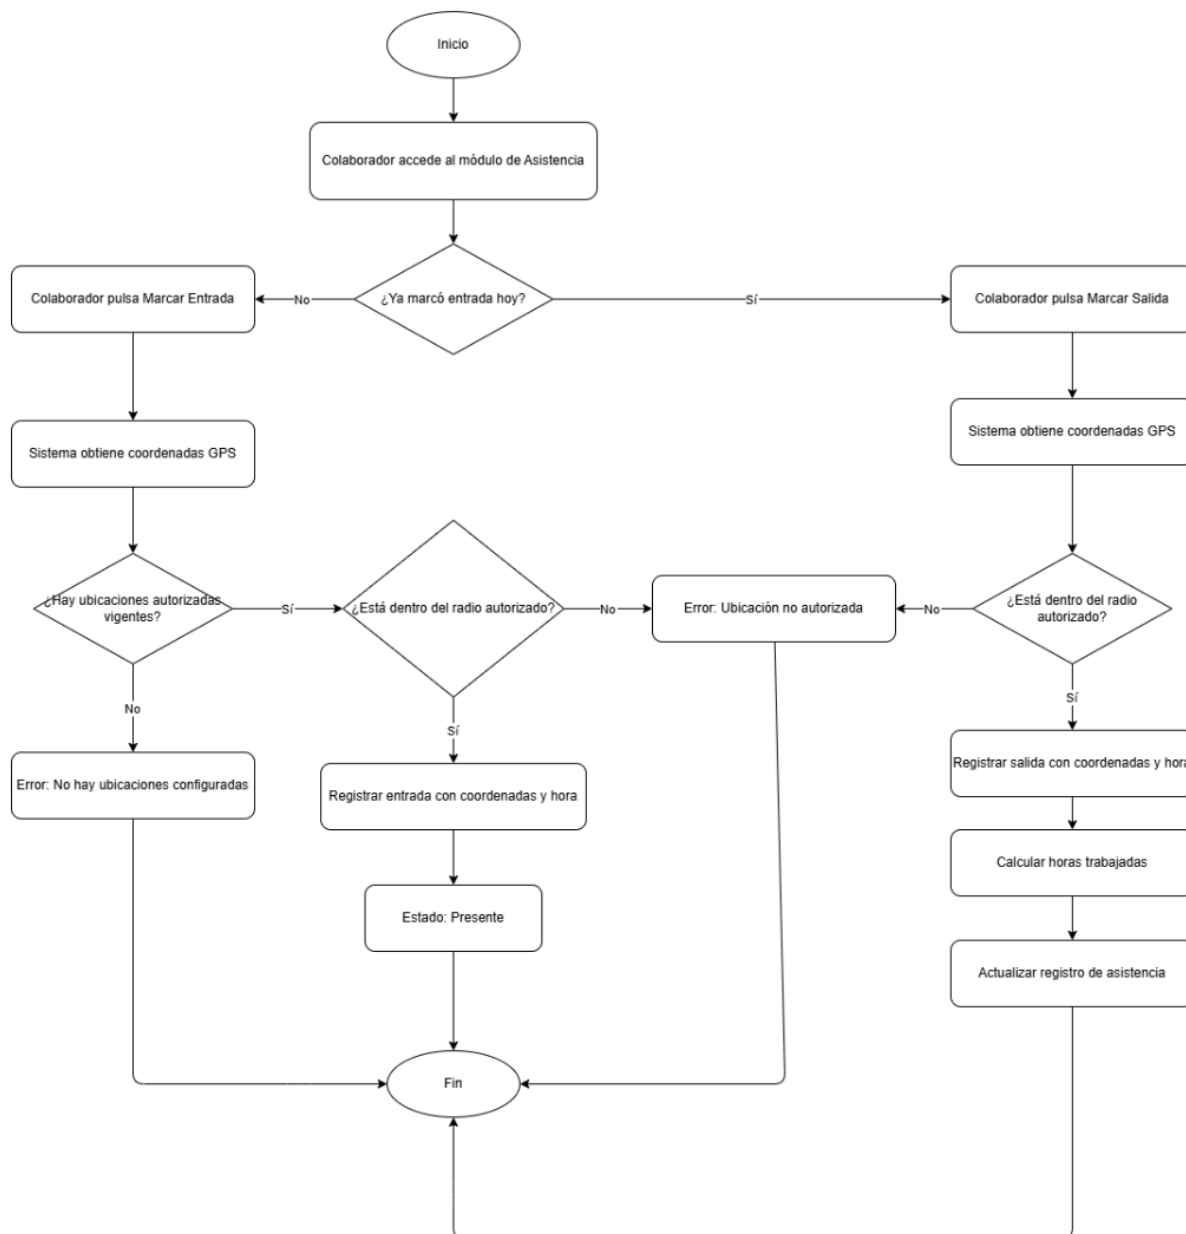 Inicio
Colaborador accede al módulo de Asistencia
Colaborador pulsa Marcar Entrada
No
¿Ya marcó entrada hoy?
Sí
Colaborador pulsa Marcar Salida
Sistema obtiene coordenadas GPS
Sistema obtiene coordenadas GPS
¿Hay ubicaciones autorizadas
vigentes?
Sí
¿Está dentro del radio autorizado?
No
Error: Ubicación no autorizada
No
¿Está dentro del radio
autorizado?
No
Sí
Sí
Error: No hay ubicaciones configuradas
Registrar entrada con coordenadas y hora
Registrar salida con coordenadas y hora
Calcular horas trabajadas
Estado: Presente
Actualizar registro de asistencia
Fin